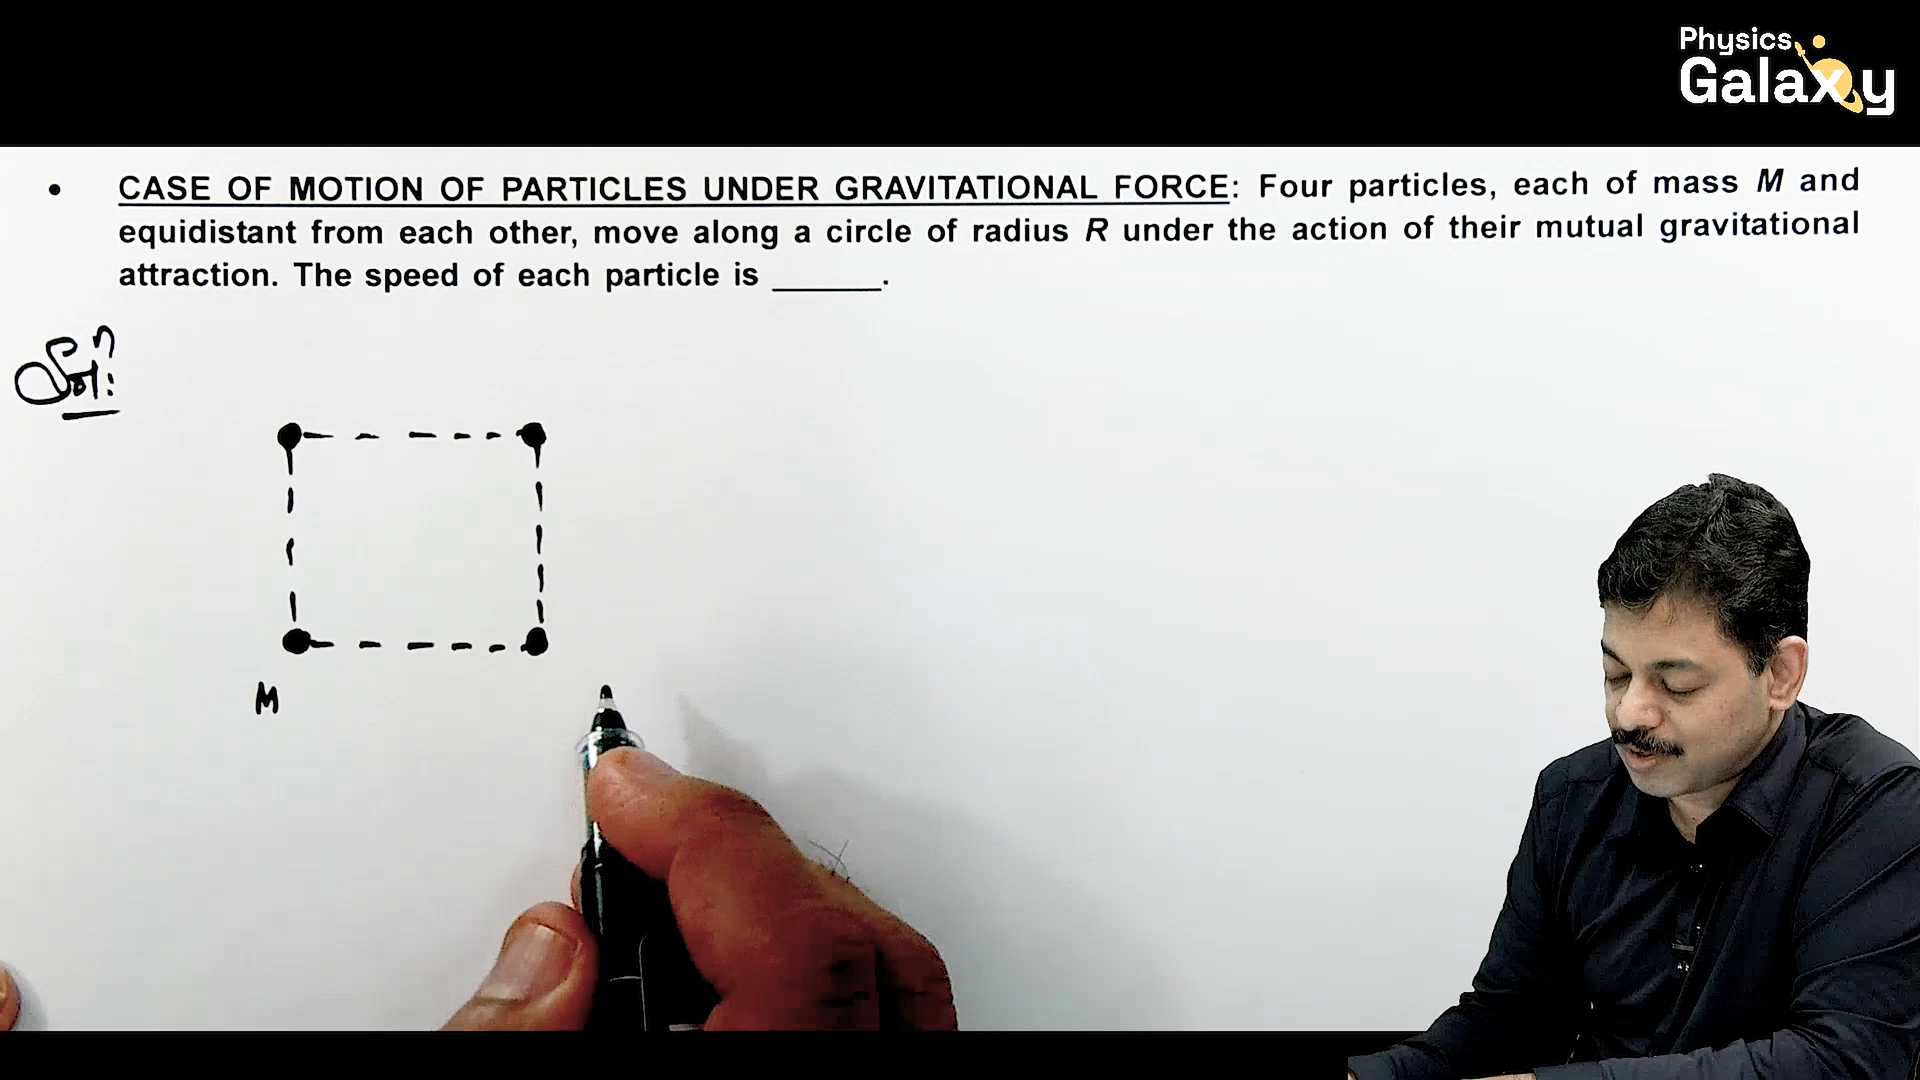 Physics
Galaxy
• CASE OF MOTION OF PARTICLES UNDER GRAVITATIONAL FORCE: Four particles, each of mass M and
equidistant from each other, move along a circle of radius R under the action of their mutual gravitational
attraction. The speed of each particle is ______.
Solⁿ:
M